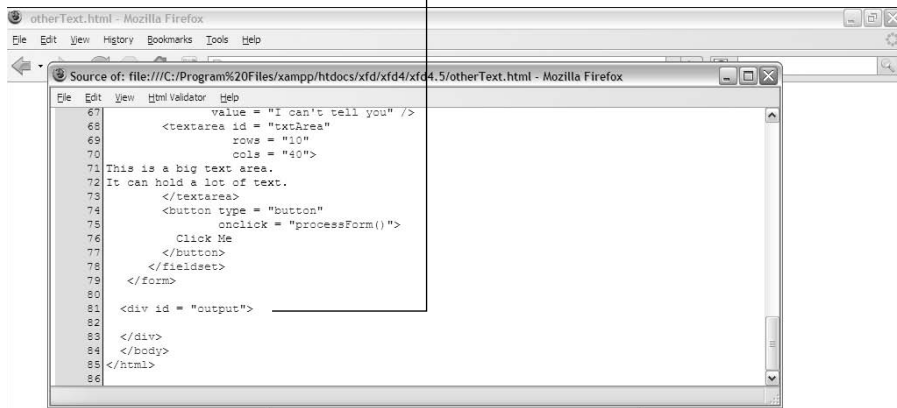 otherText.html - Mozilla Firefox
File Edit View History Bookmarks Tools Help
Source of: file:///C:/Program%20Files/xampp/htdocs/xfd/xfd4/xfd4.5/otherText.html - Mozilla Firefox
File Edit View Html Validator Help
67 value = "I can't tell you" />
68 <textarea id = "txtArea"
69 rows = "10"
70 cols = "40">
71 This is a big text area.
72 It can hold a lot of text.
73 </textarea>
74 <button type = "button"
75 onclick = "processForm()">
76 Click Me
77 </button>
78 </fieldset>
79 </form>
80
81 <div id = "output">
82
83 </div>
84 </body>
85 </html>
86